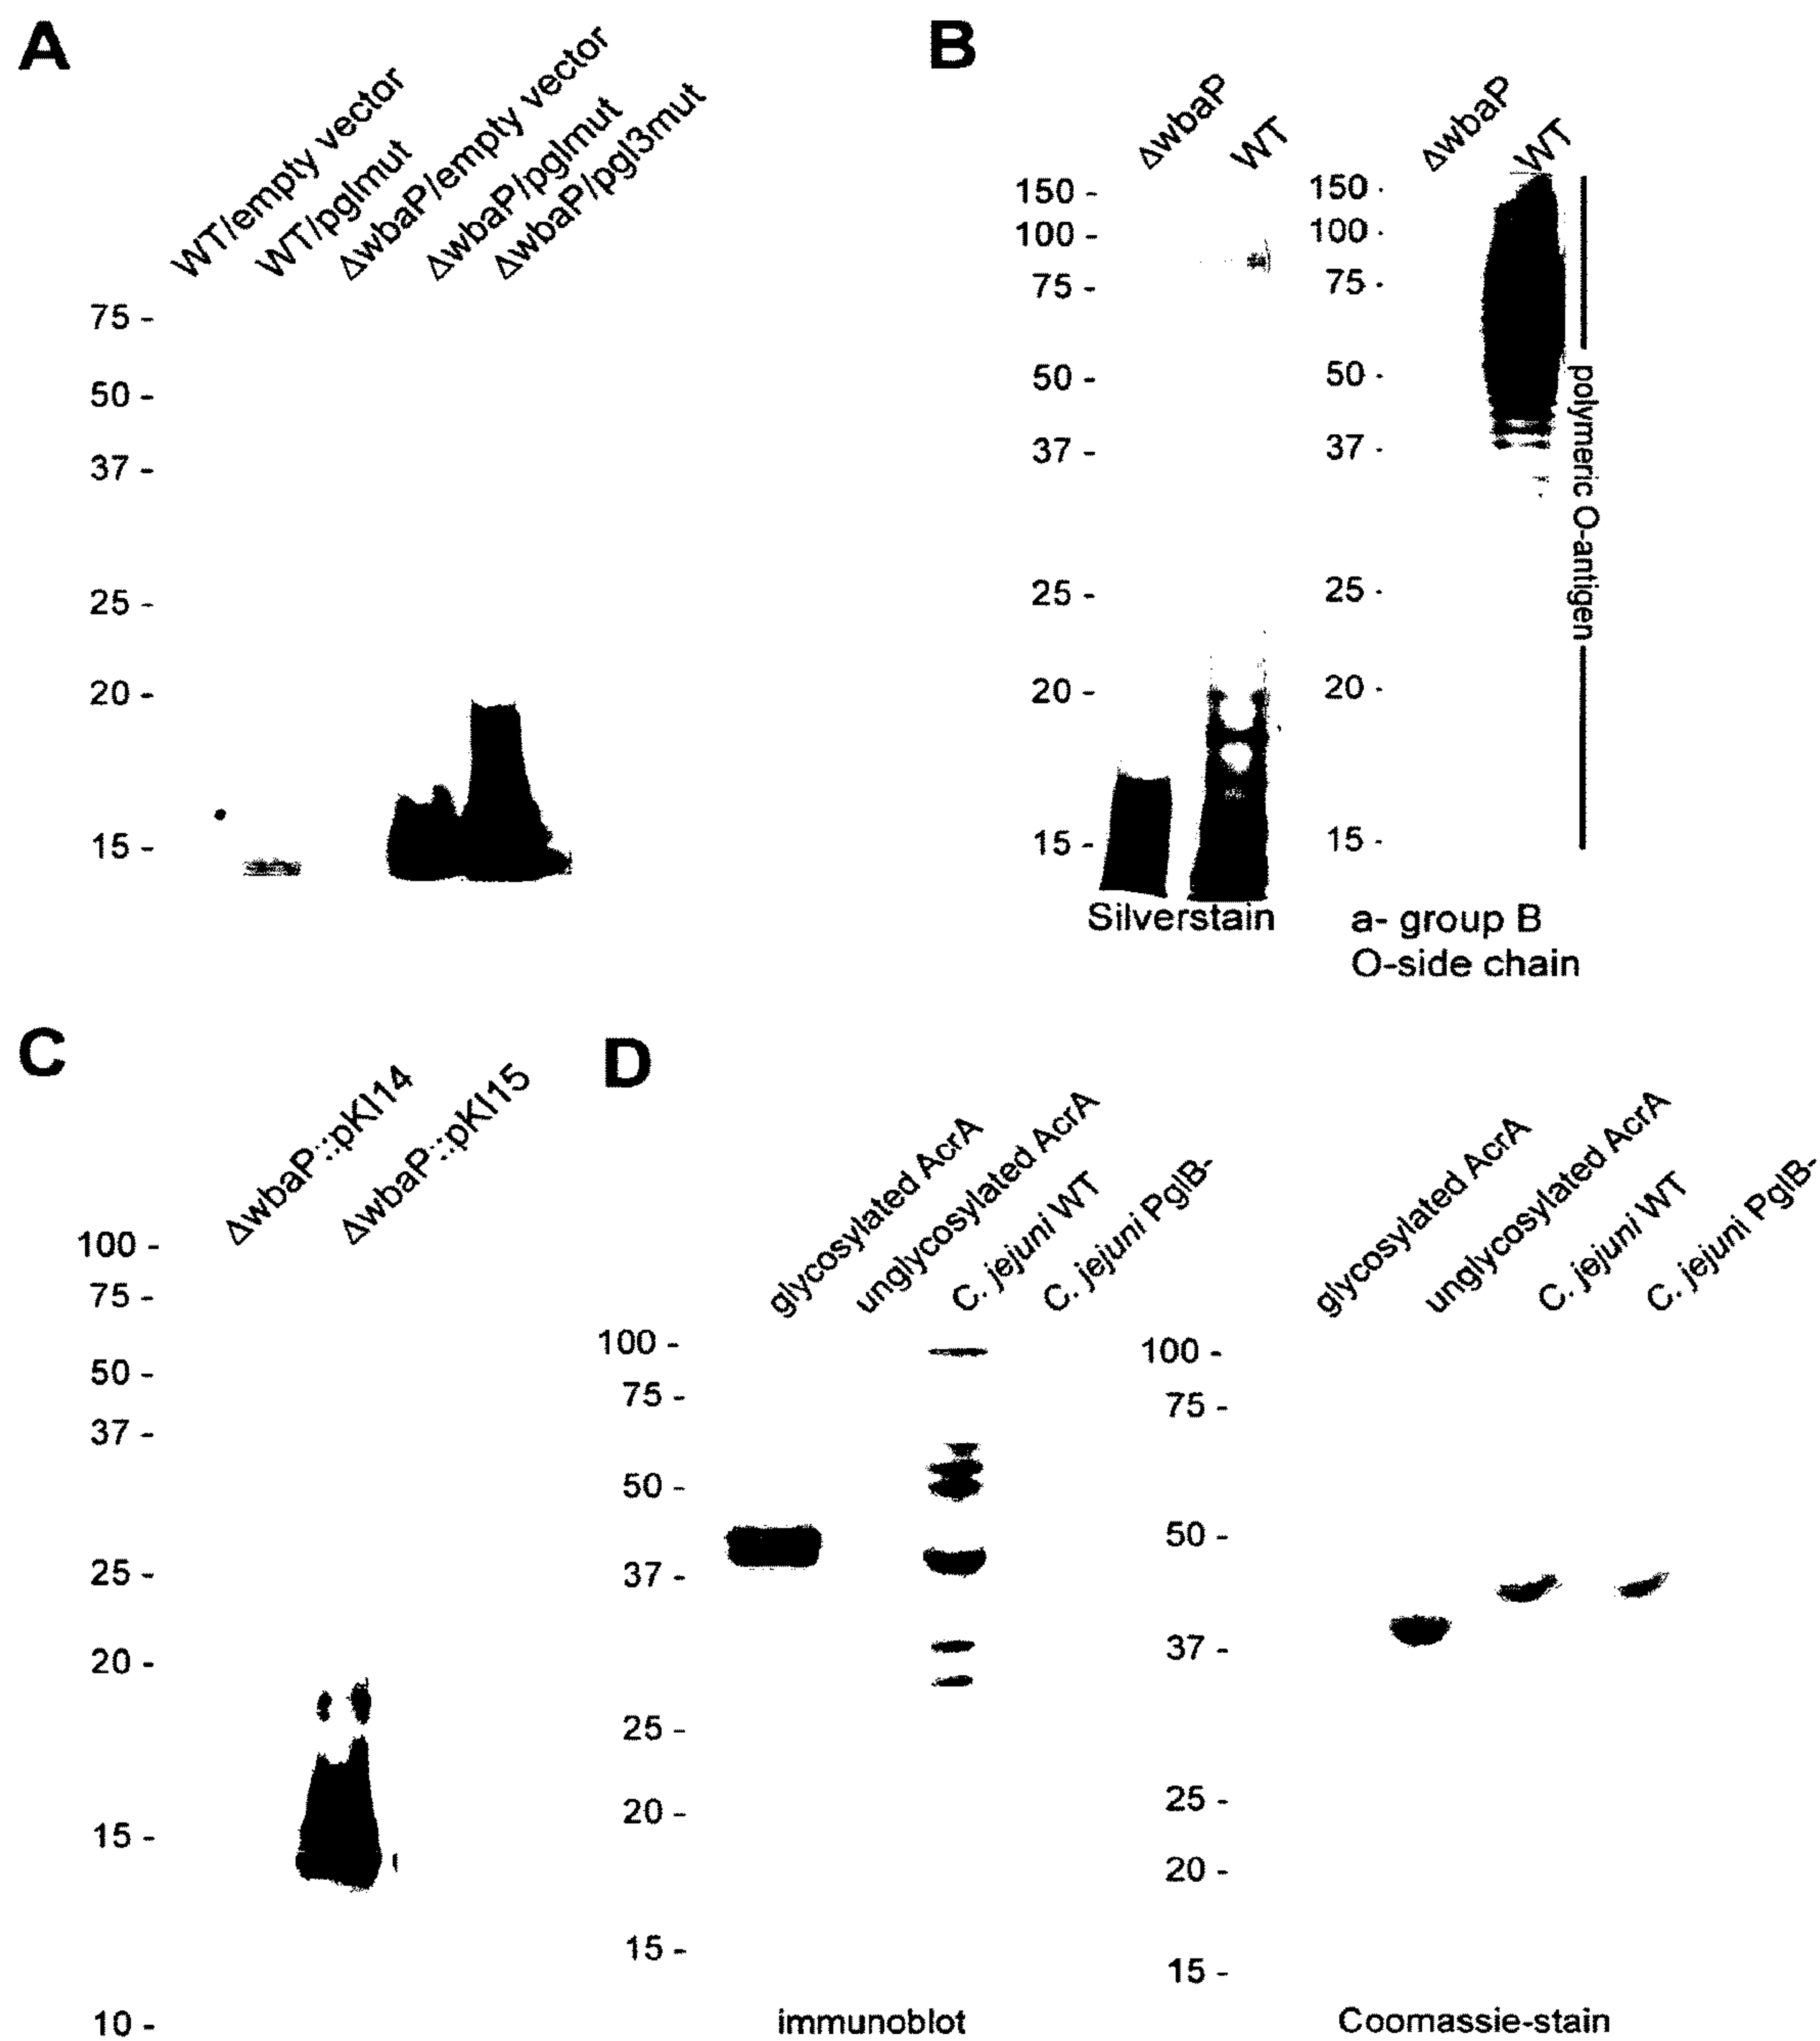 A
WT/empty vector
WT/pglmut
ΔwbaP/empty vector
ΔwbaP/pglmut
ΔwbaP/pgl3mut
75 -
50 -
37 -
25 -
20 -
15 -
B
ΔwbaP
WT
150 -
100 -
75 -
50 -
37 -
25 -
20 -
15 -
Silverstain
ΔwbaP
WT
150 -
100 -
75 -
50 -
37 -
25 -
20 -
15 -
polymeric O-antigen
a- group B
O-side chain
C
ΔwbaP::pKI14
ΔwbaP::pKI15
100 -
75 -
50 -
37 -
25 -
20 -
15 -
10 -
D
glycosylated AcrA
unglycosylated AcrA
C. jejuni WT
C. jejuni PglB-
100 -
75 -
50 -
37 -
25 -
20 -
15 -
immunoblot
glycosylated AcrA
unglycosylated AcrA
C. jejuni WT
C. jejuni PglB-
100 -
75 -
50 -
37 -
25 -
20 -
15 -
Coomassie-stain